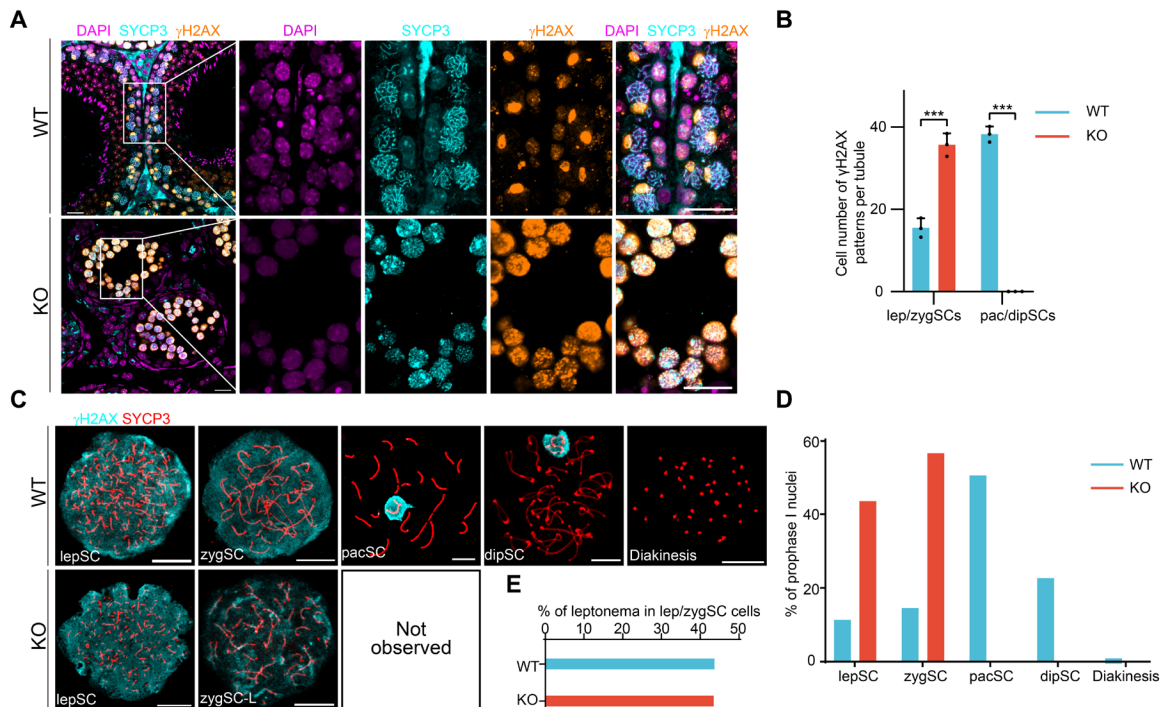 A
DAPI SYCP3 γH2AX
DAPI
SYCP3
γH2AX
DAPI SYCP3 γH2AX
WT
KO
B
Cell number of γH2AX
patterns per tubule
40
20
0
***
***
WT
KO
lep/zygSCs
pac/dipSCs
C
γH2AX SYCP3
WT
lepSC
zygSC
pacSC
dipSC
Diakinesis
KO
lepSC
zygSC-L
Not
observed
D
% of prophase I nuclei
60
40
20
0
WT
KO
lepSC
zygSC
pacSC
dipSC
Diakinesis
E
% of leptonema in lep/zygSC cells
0 10 20 30 40 50
WT
KO